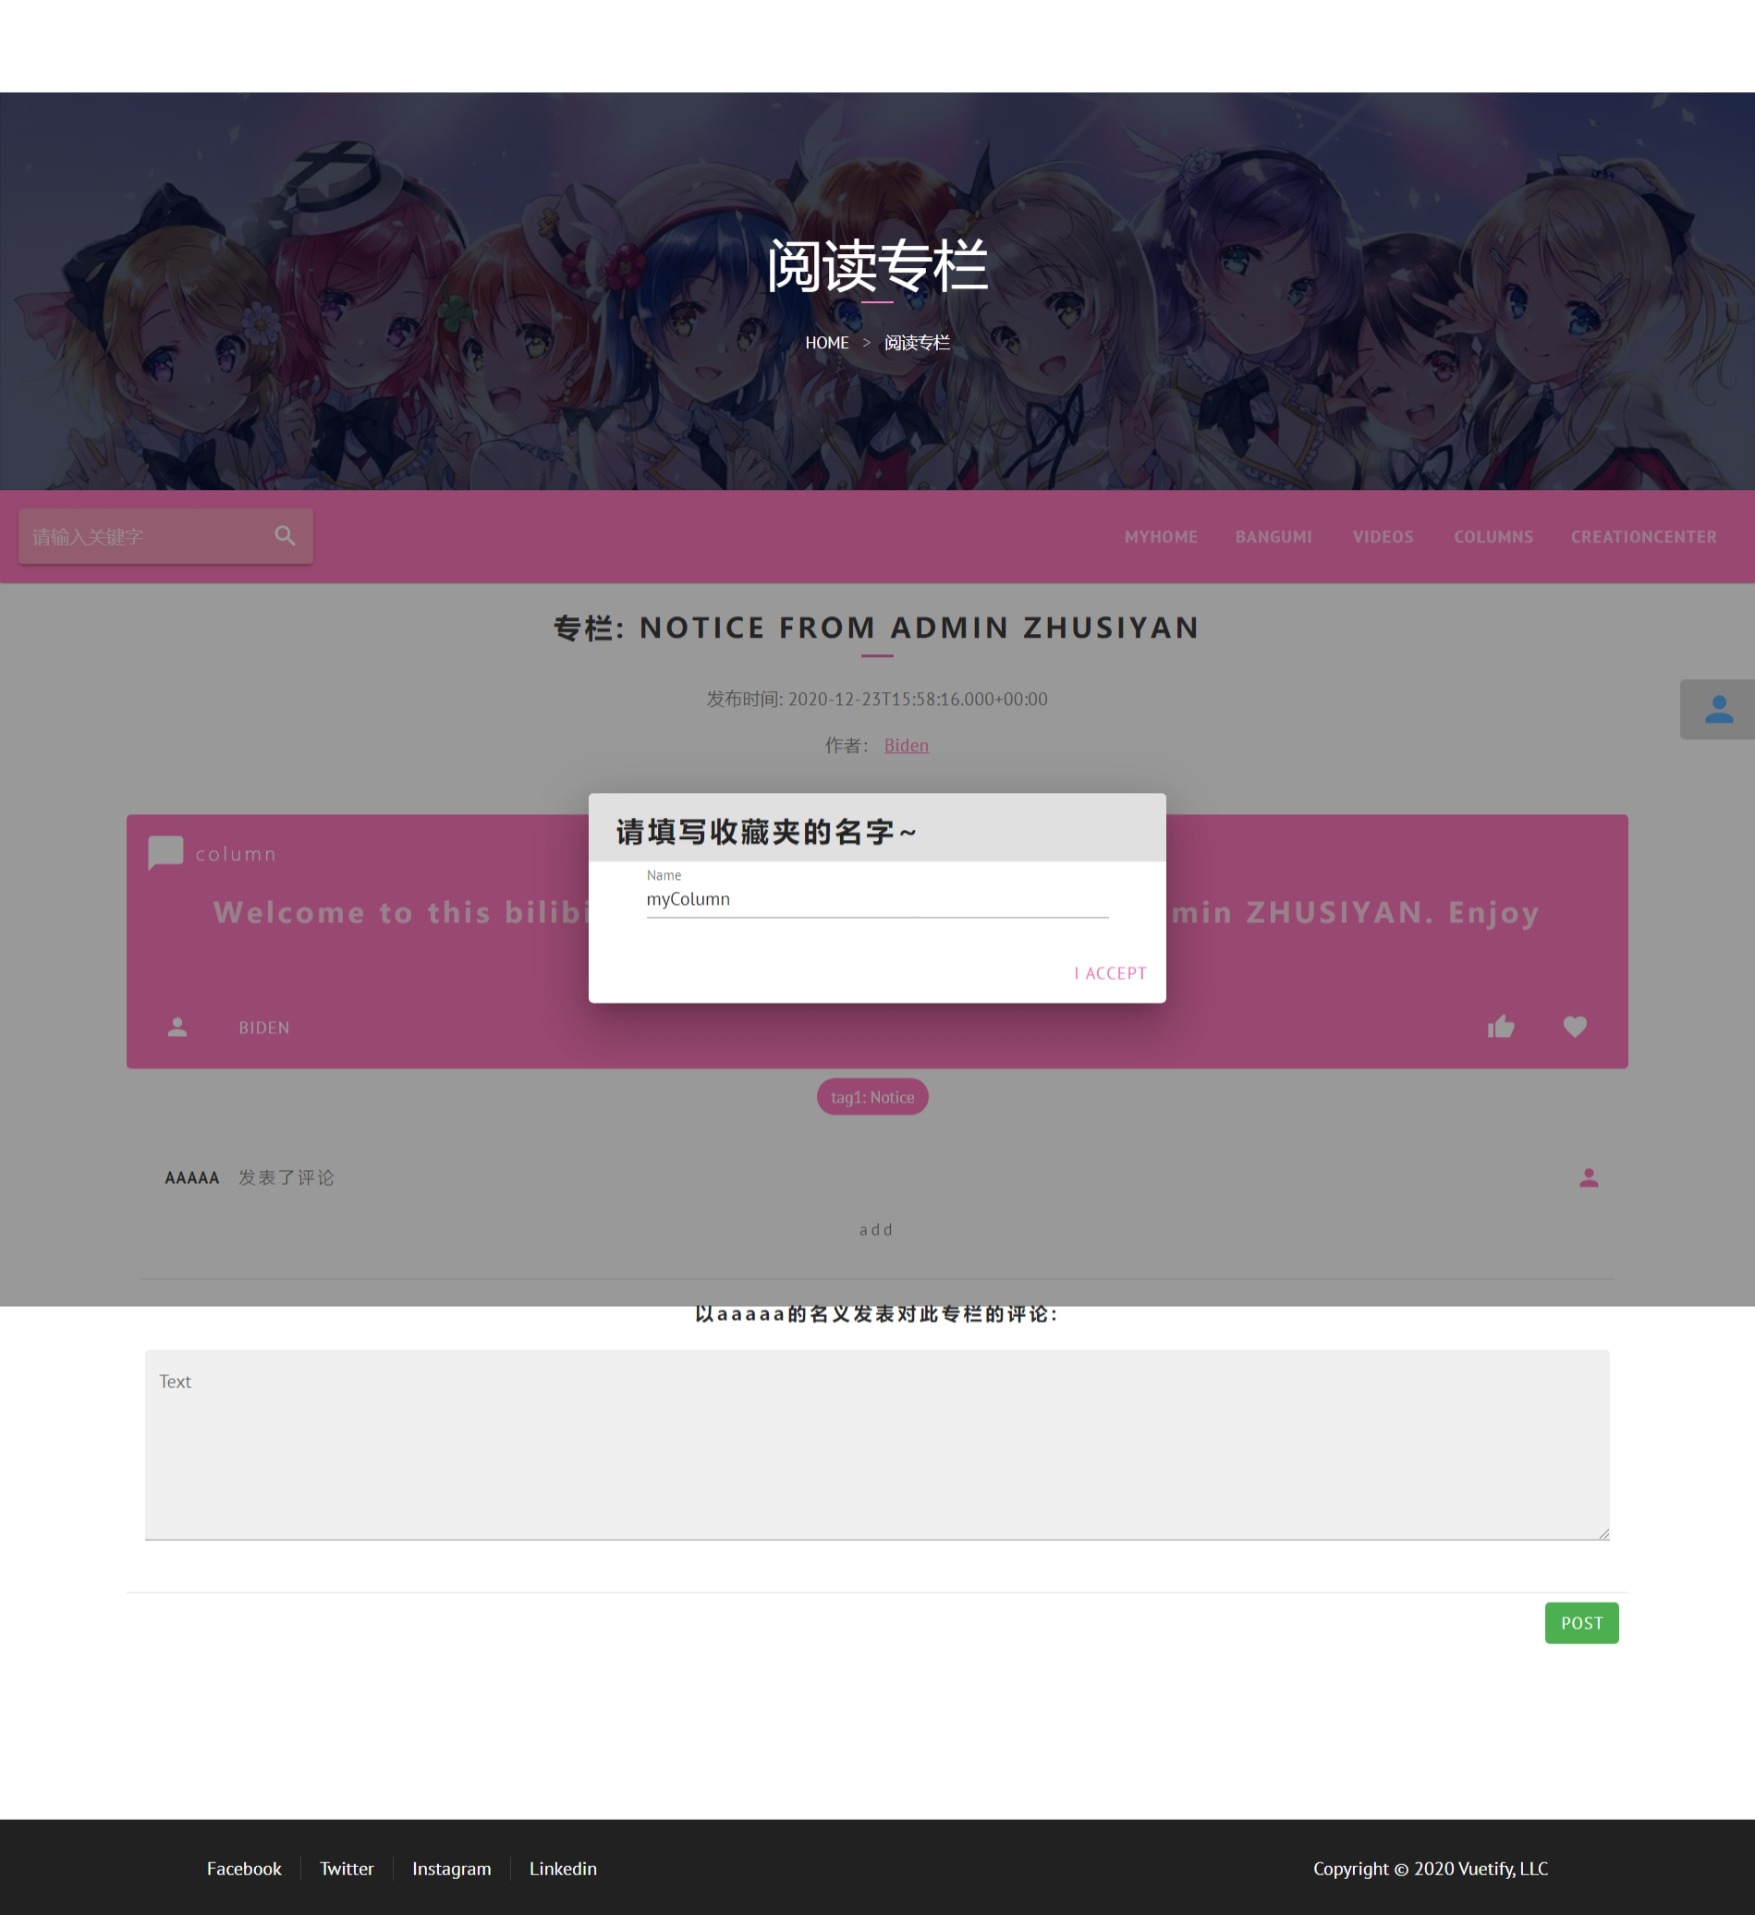 阅读专栏
HOME > 阅读专栏
请输入关键字
MYHOME BANGUMI VIDEOS COLUMNS CREATIONCENTER
专栏: NOTICE FROM ADMIN ZHUSIYAN
发布时间: 2020-12-23T15:58:16.000+00:00
作者: Biden
column
Welcome to this bilibi min ZHUSIYAN. Enjoy
请填写收藏夹的名字~
Name
myColumn
I ACCEPT
BIDEN
tag1: Notice
AAAAA 发表了评论
add
以aaaaa的名义发表对此专栏的评论:
Text
POST
Facebook Twitter Instagram Linkedin
Copyright © 2020 Vuetify, LLC